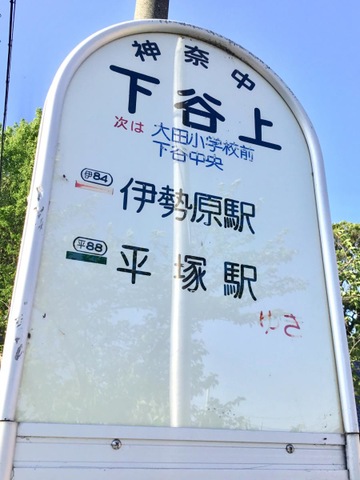 神奈中
下谷上
次は 大田小学校前
下谷中央
伊84 伊勢原駅
平88 平塚駅